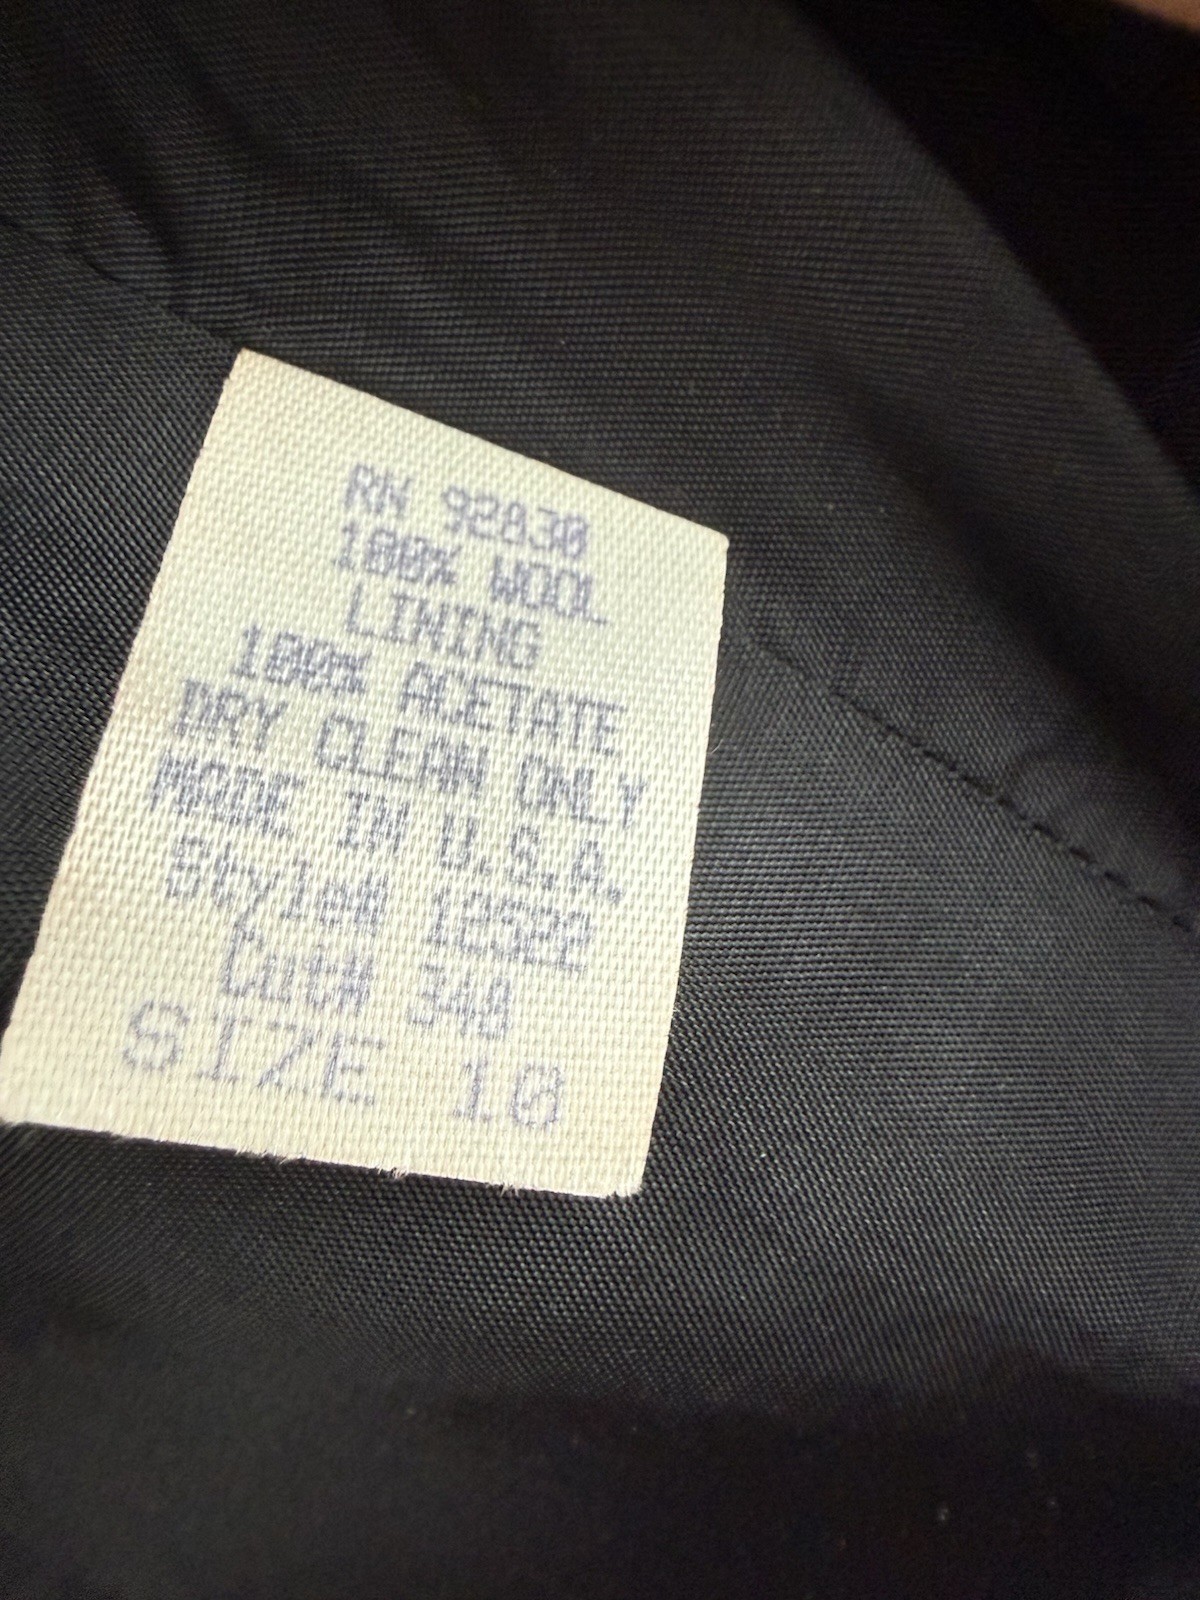 RN 92830
100% WOOL
LINING
100% ACETATE
DRY CLEAN ONLY
MADE IN U.S.A.
Style# 12522
Cut# 348
SIZE 10